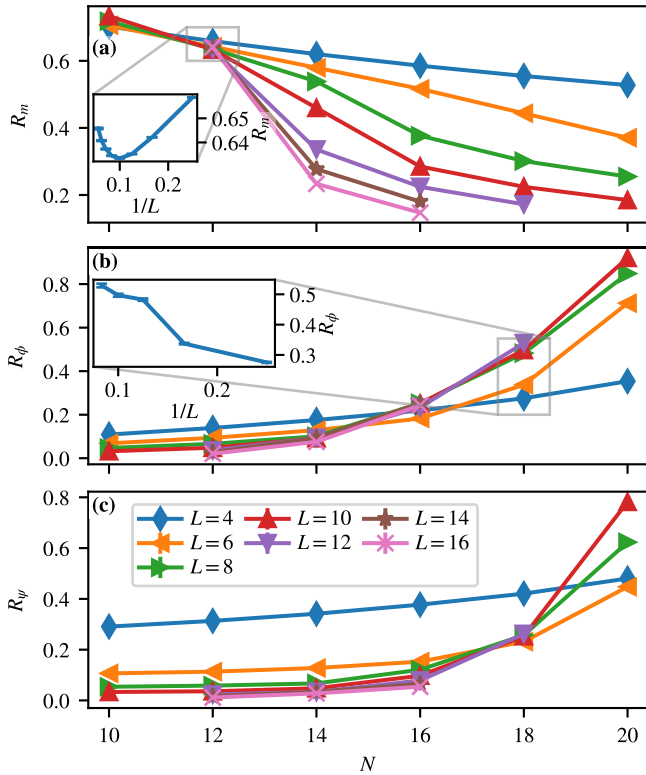 (a)
0.6
0.4
0.2
R_m
0.65
0.64
R_m
0.1
0.2
1/L
(b)
0.8
0.6
0.4
0.2
0.0
R_ϕ
0.5
0.4
0.3
R_ϕ
0.1
0.2
1/L
(c)
0.8
0.6
0.4
0.2
0.0
R_ψ
L = 4
L = 6
L = 8
L = 10
L = 12
L = 14
L = 16
10 12 14 16 18 20
N